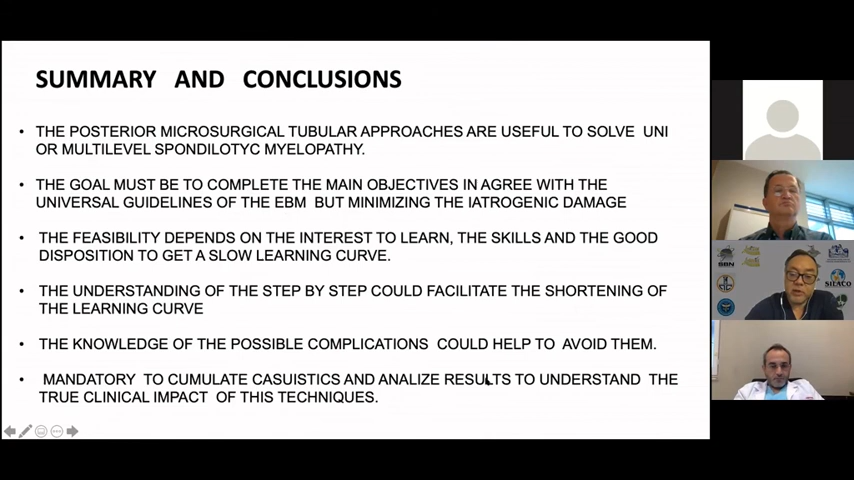 SUMMARY AND CONCLUSIONS
• THE POSTERIOR MICROSURGICAL TUBULAR APPROACHES ARE USEFUL TO SOLVE UNI
OR MULTILEVEL SPONDILOTYC MYELOPATHY.
• THE GOAL MUST BE TO COMPLETE THE MAIN OBJECTIVES IN AGREE WITH THE
UNIVERSAL GUIDELINES OF THE EBM BUT MINIMIZING THE IATROGENIC DAMAGE
• THE FEASIBILITY DEPENDS ON THE INTEREST TO LEARN, THE SKILLS AND THE GOOD
DISPOSITION TO GET A SLOW LEARNING CURVE.
• THE UNDERSTANDING OF THE STEP BY STEP COULD FACILITATE THE SHORTENING OF
THE LEARNING CURVE
• THE KNOWLEDGE OF THE POSSIBLE COMPLICATIONS COULD HELP TO AVOID THEM.
• MANDATORY TO CUMULATE CASUISTICS AND ANALIZE RESULTS TO UNDERSTAND THE
TRUE CLINICAL IMPACT OF THIS TECHNIQUES.
SBN
SILACO